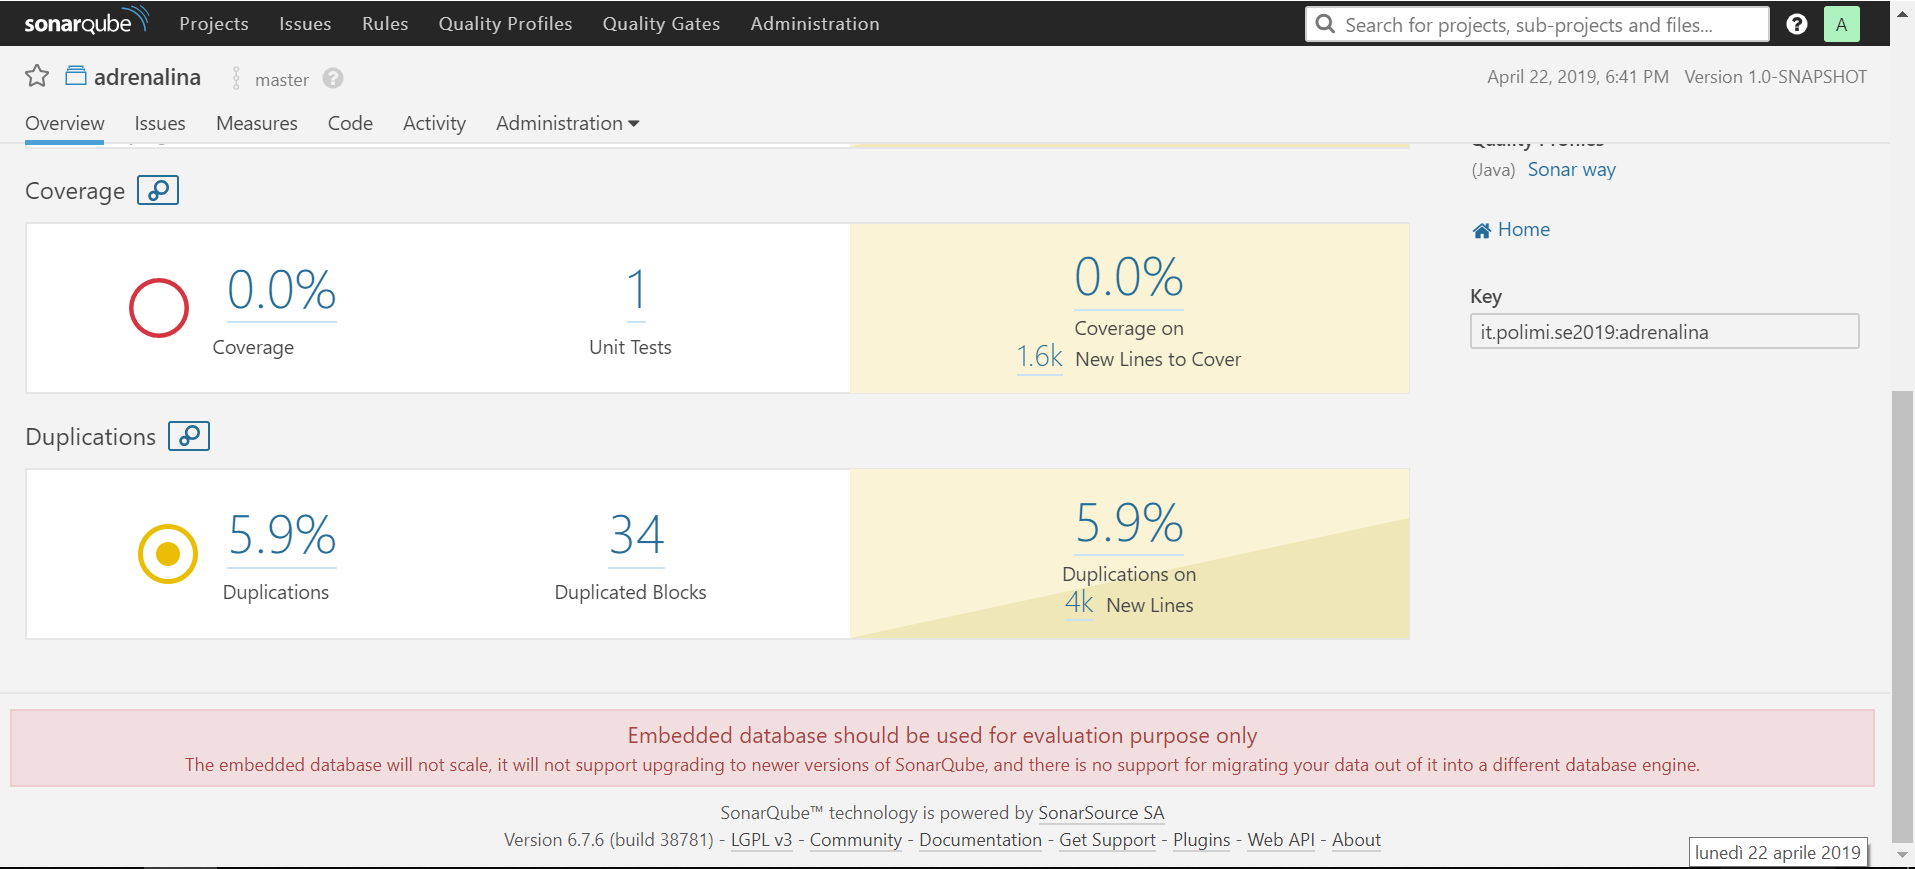 sonarqube Projects Issues Rules Quality Profiles Quality Gates Administration Search for projects, sub-projects and files... ? A
adrenalina master ? April 22, 2019, 6:41 PM Version 1.0-SNAPSHOT
Overview Issues Measures Code Activity Administration
Quality Profiles
(Java) Sonar way
Coverage
Home
0.0% 1 0.0%
Coverage Unit Tests Coverage on
1.6k New Lines to Cover
Key
it.polimi.se2019:adrenalina
Duplications
5.9% 34 5.9%
Duplications Duplicated Blocks Duplications on
4k New Lines
Embedded database should be used for evaluation purpose only
The embedded database will not scale, it will not support upgrading to newer versions of SonarQube, and there is no support for migrating your data out of it into a different database engine.
SonarQube™ technology is powered by SonarSource SA
Version 6.7.6 (build 38781) - LGPL v3 - Community - Documentation - Get Support - Plugins - Web API - About
lunedì 22 aprile 2019